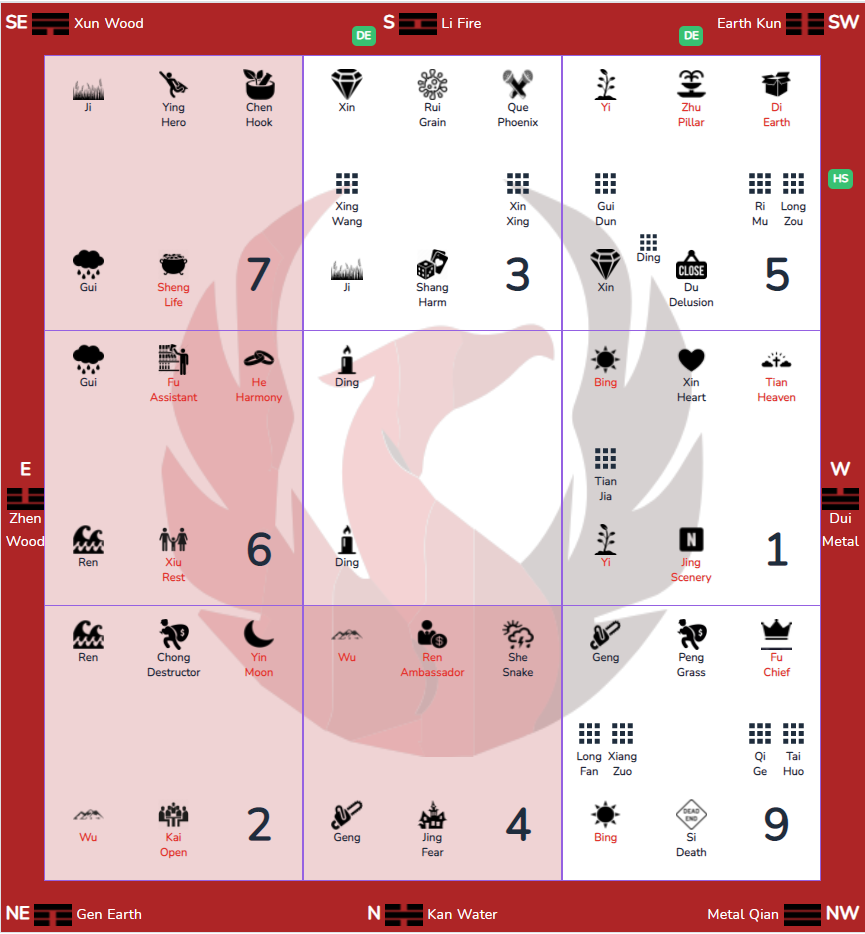 SE Xun Wood S Li Fire Earth Kun SW
DE DE
Ji Ying Hero Chen Hook
Xin Rui Grain Que Phoenix
Yi Zhu Pillar Di Earth
HS
Xing Wang Xin Xing
Gui Dun Ri Mu Long Zou
Ding
CLOSE
Gui Sheng Life 7
Ji Shang Harm 3
Xin Du Delusion 5
Gui Fu Assistant He Harmony
Ding
Bing Xin Heart Tian Heaven
E
Zhen Wood
W
Dui Metal
Tian Jia
N
Ren Xiu Rest 6
Ding
Yi Jing Scenery 1
Ren Chong Destructor Yin Moon
Wu Ren Ambassador She Snake
Geng Peng Grass Fu Chief
Long Fan Xiang Zuo Qi Ge Tai Huo
DEAD END
Wu Kai Open 2
Geng Jing Fear 4
Bing Si Death 9
NE Gen Earth N Kan Water Metal Qian NW